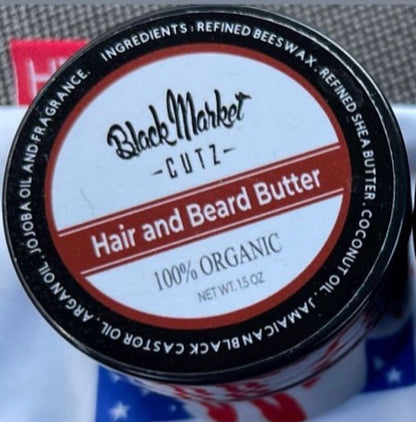 Black Market
-CUTZ-
Hair and Beard Butter
100% ORGANIC
NET WT. 1.5 OZ
INGREDIENTS: REFINED BEESWAX, REFINED SHEA BUTTER, COCONUT OIL, JAMAICAN BLACK CASTOR OIL, ARGAN OIL, JOJOBA OIL AND FRAGRANCE.